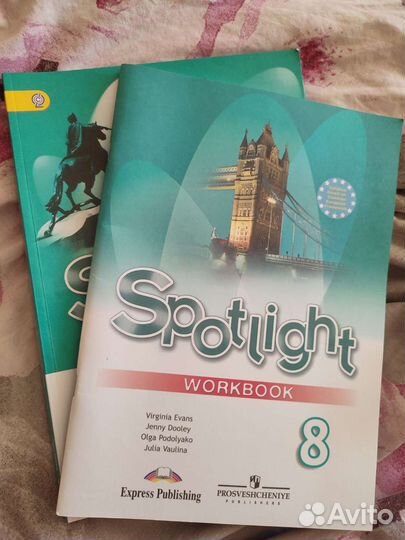 Spotlight
WORKBOOK
Virginia Evans
Jenny Dooley
Olga Podolyako
Julia Vaulina
8
Express Publishing
PROSVESHCHENIYE
PUBLISHERS
Avito